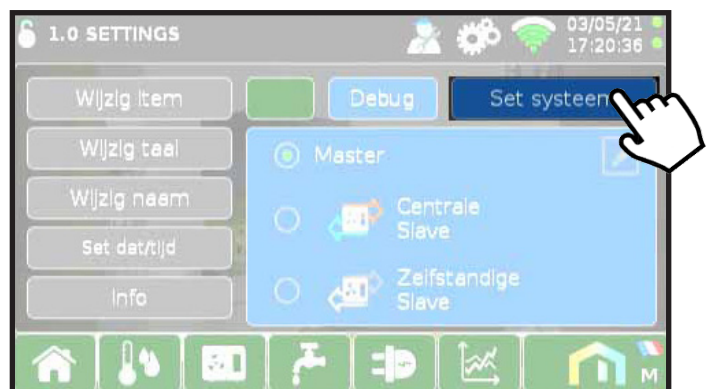 1.0 SETTINGS
03/05/21
17:20:36
Wijzig item
Debug
Set systeem
Wijzig taal
Master
Wijzig naam
Centrale
Slave
Set dat/tijd
Zelfstandige
Slave
Info
M